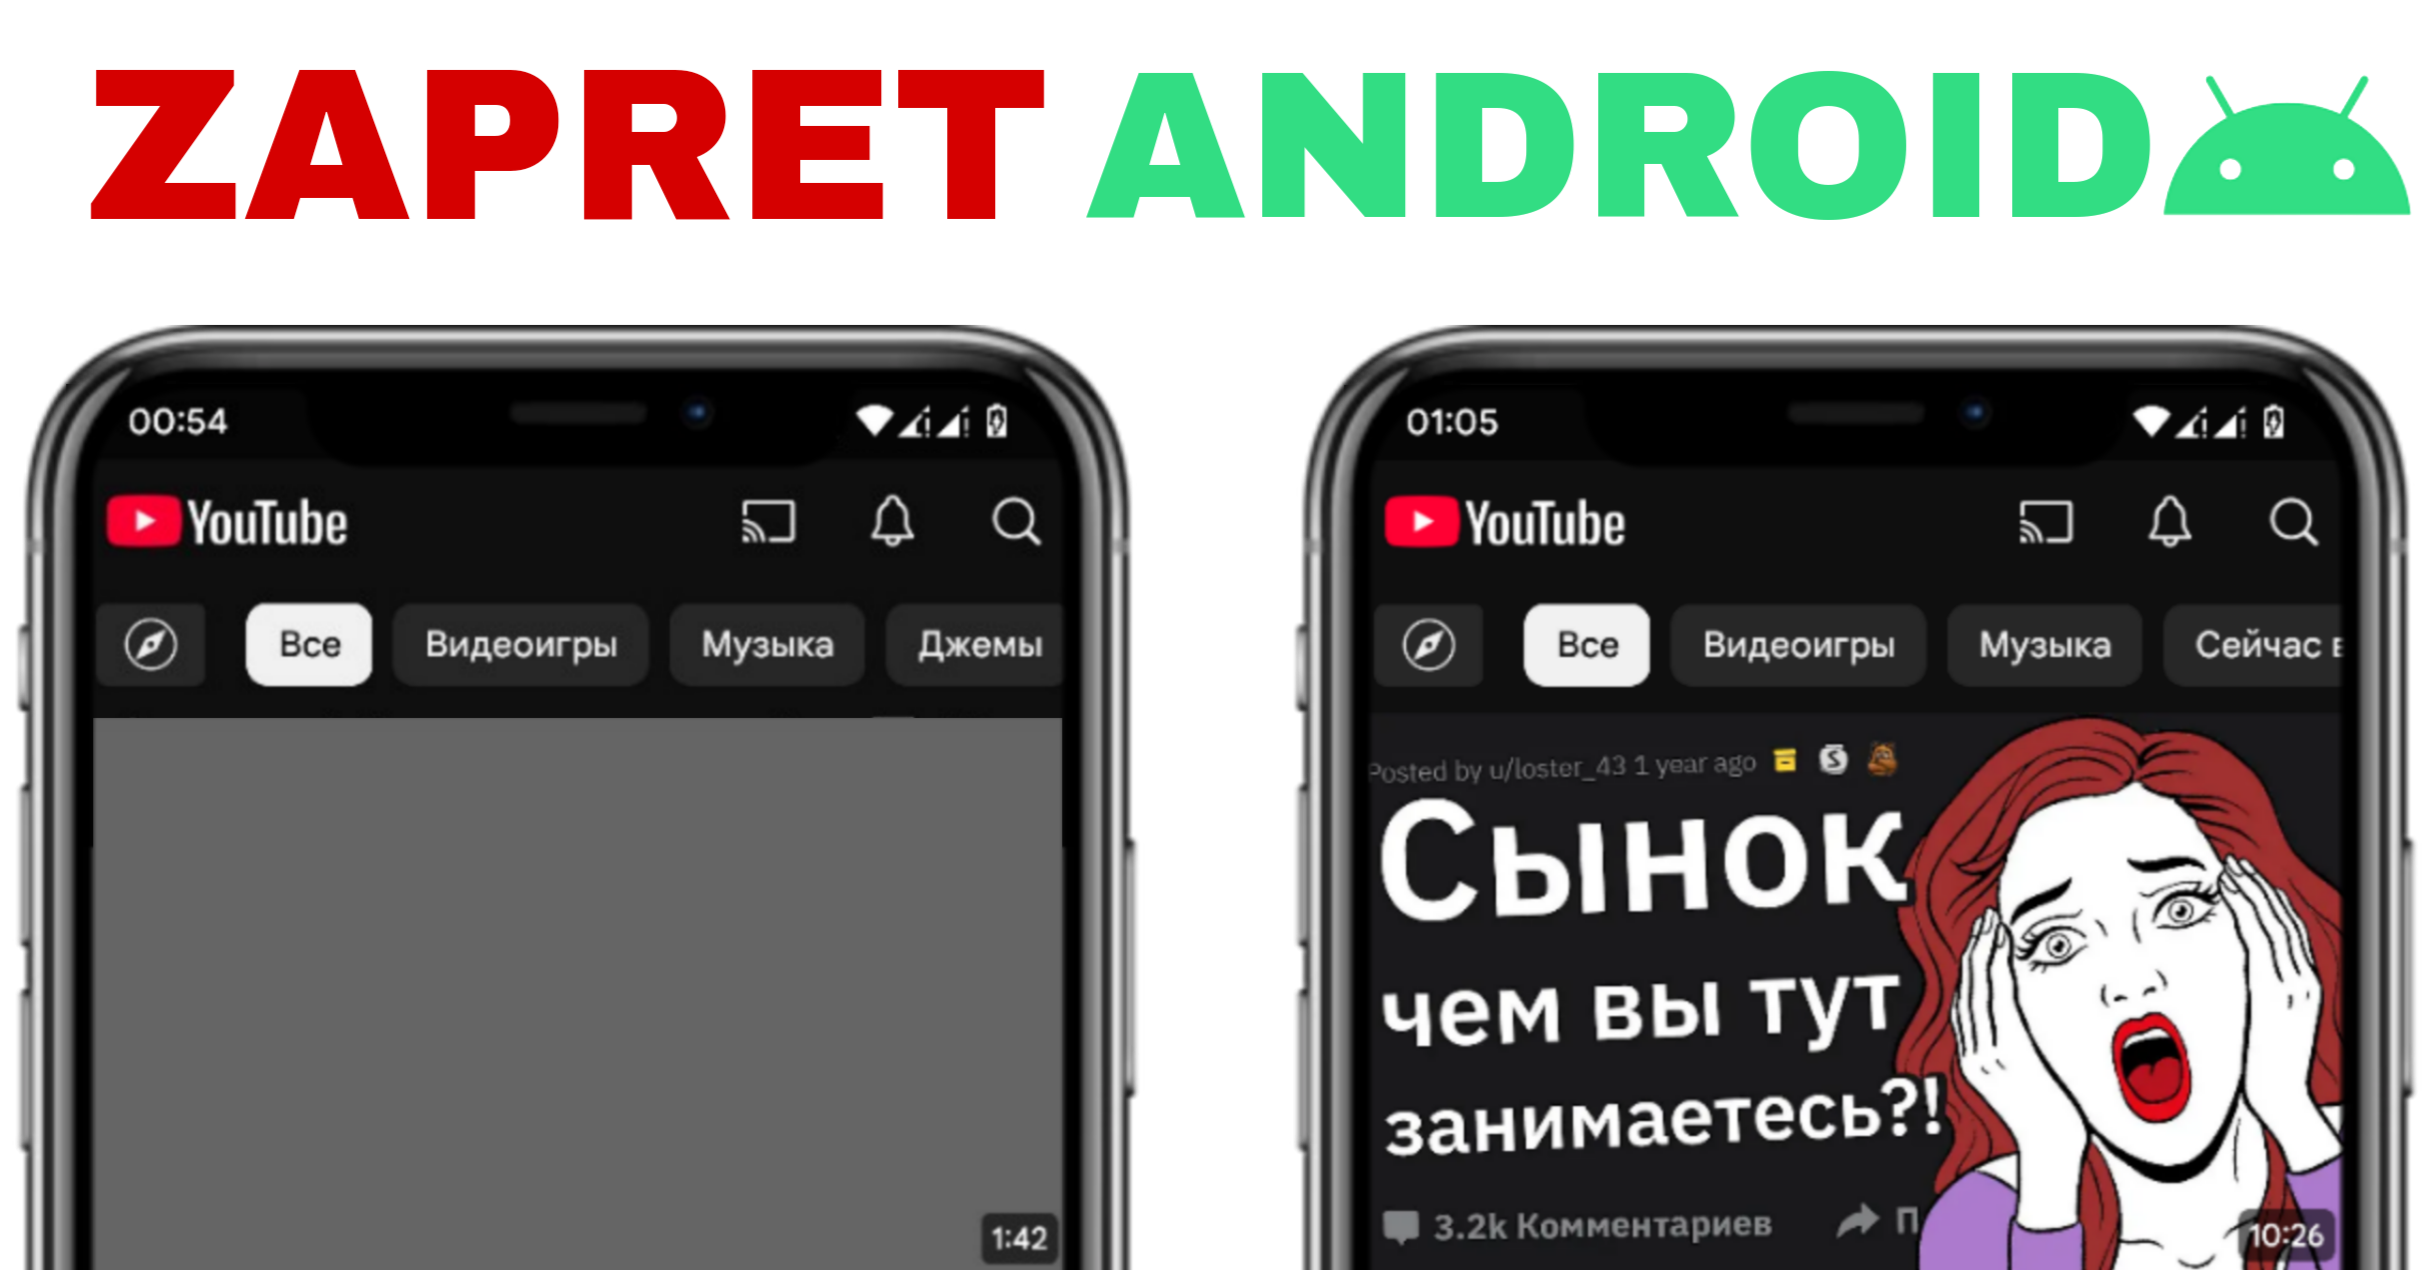 ZAPRET ANDROID
00:54
YouTube
Все Видеоигры Музыка Джемы
1:42
01:05
YouTube
Все Видеоигры Музыка Сейчас в
Posted by u/loster_43 1 year ago
Сынок
чем вы тут
занимаетесь?!
3.2k Комментариев П
10:26